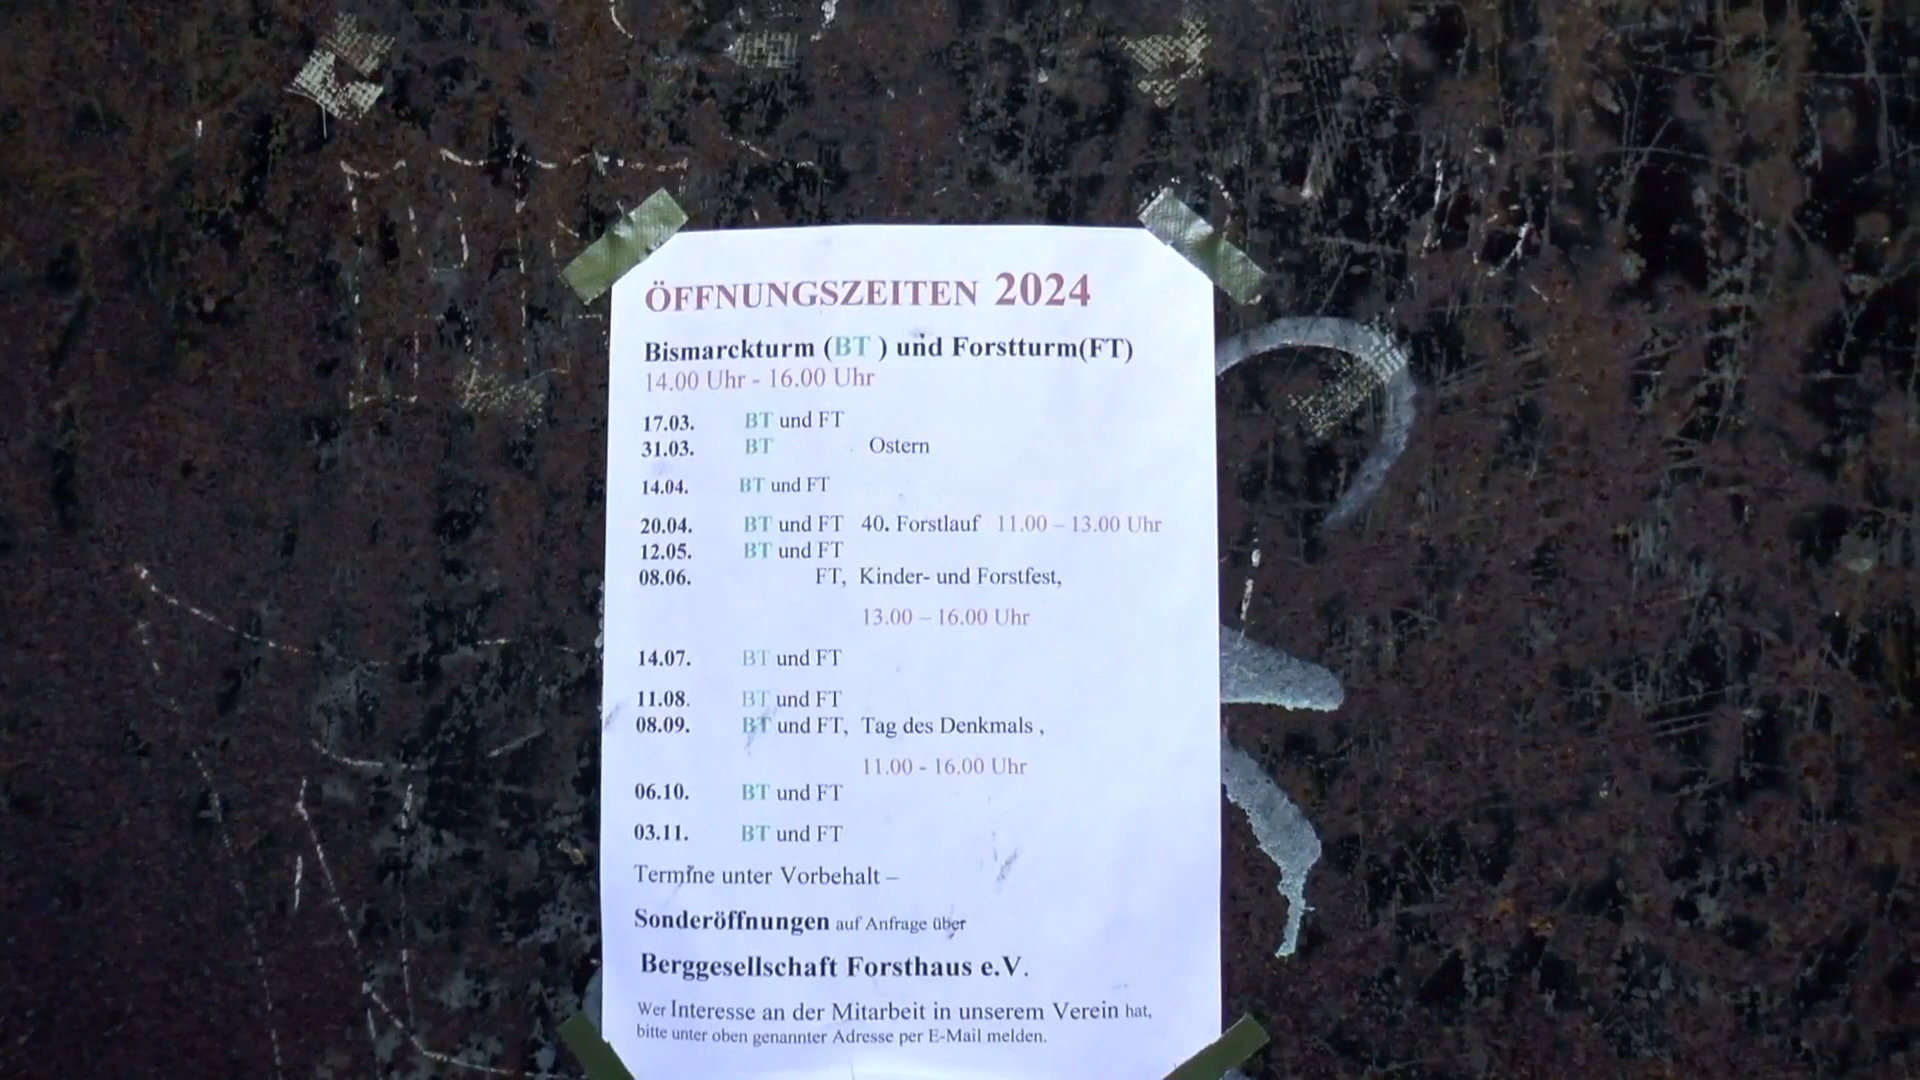 ÖFFNUNGSZEITEN 2024
Bismarckturm (BT ) und Forstturm(FT)
14.00 Uhr - 16.00 Uhr
17.03. BT und FT
31.03. BT Ostern
14.04. BT und FT
20.04. BT und FT 40. Forstlauf 11.00 – 13.00 Uhr
12.05. BT und FT
08.06. FT, Kinder- und Forstfest,
13.00 – 16.00 Uhr
14.07. BT und FT
11.08. BT und FT
08.09. BT und FT, Tag des Denkmals ,
11.00 - 16.00 Uhr
06.10. BT und FT
03.11. BT und FT
Termine unter Vorbehalt –
Sonderöffnungen auf Anfrage über
Berggesellschaft Forsthaus e.V.
Wer Interesse an der Mitarbeit in unserem Verein hat,
bitte unter oben genannter Adresse per E-Mail melden.